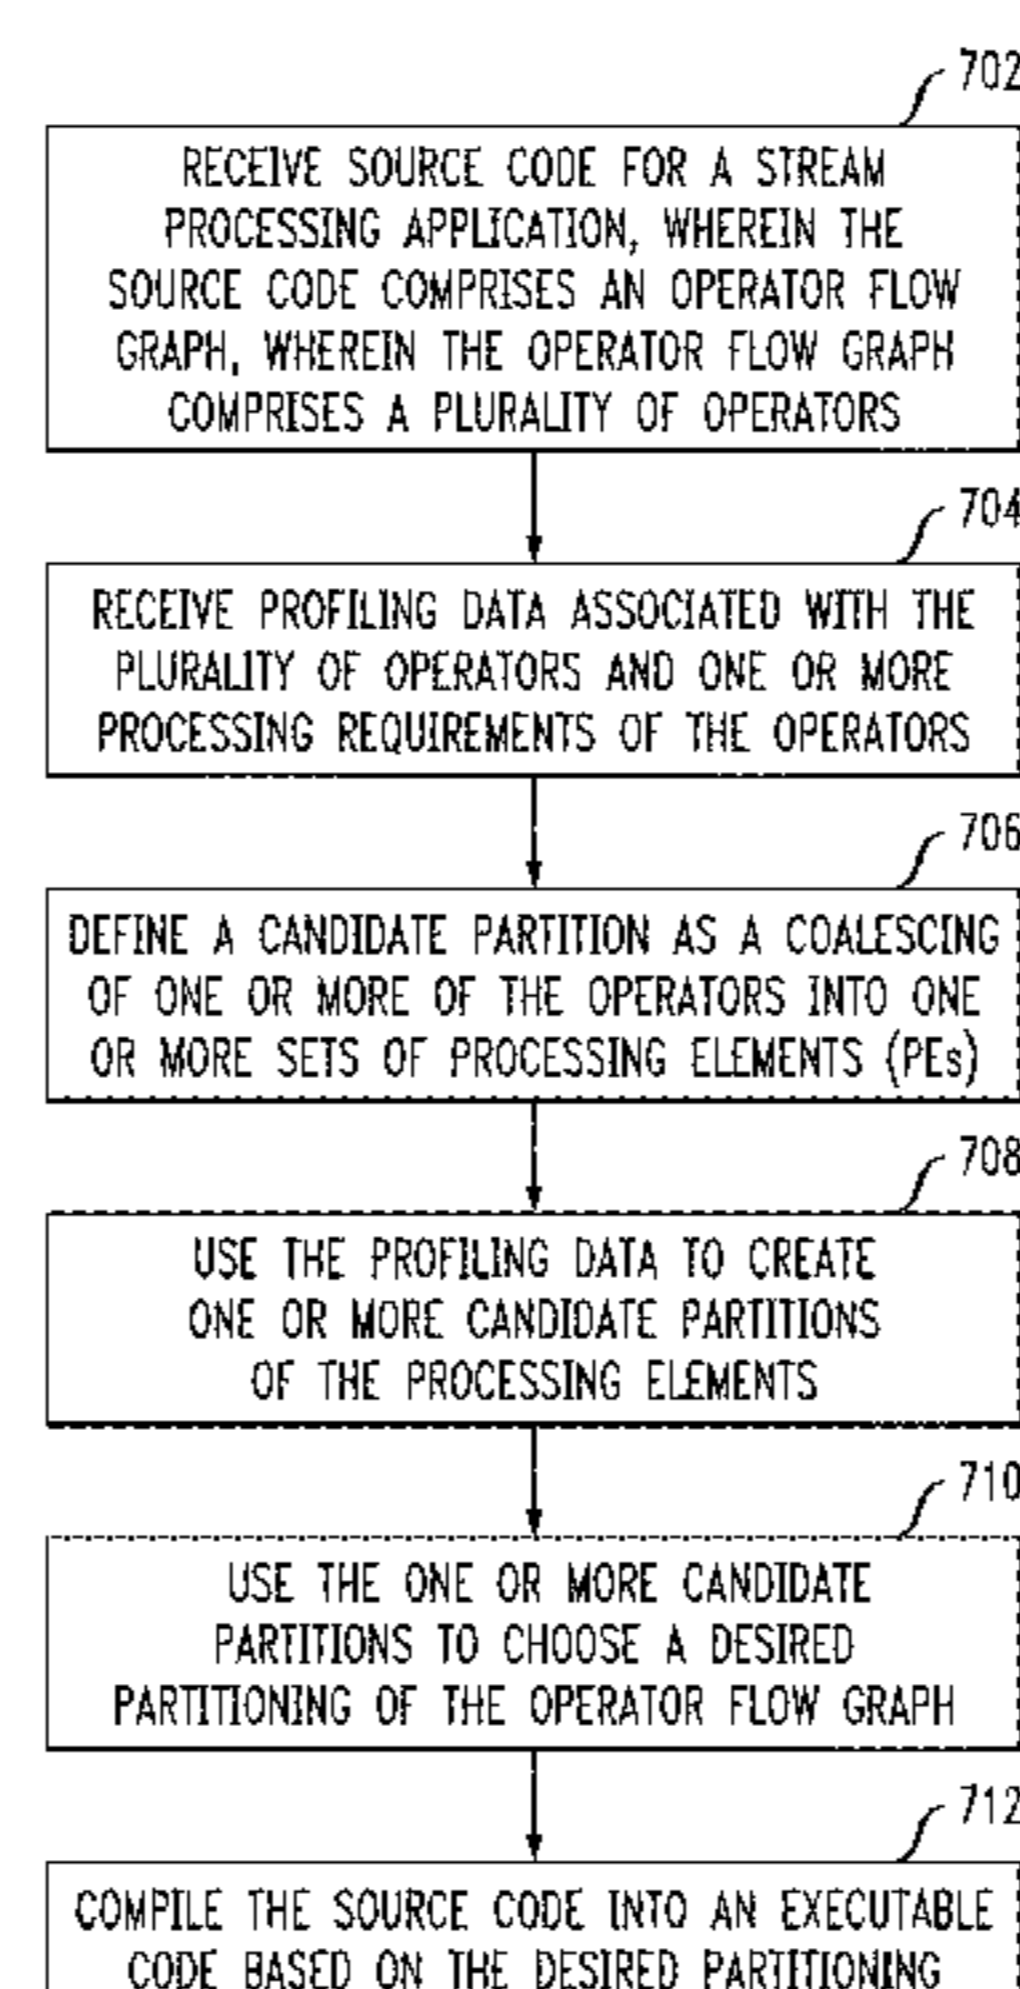 702
RECEIVE SOURCE CODE FOR A STREAM
PROCESSING APPLICATION, WHEREIN THE
SOURCE CODE COMPRISES AN OPERATOR FLOW
GRAPH, WHEREIN THE OPERATOR FLOW GRAPH
COMPRISES A PLURALITY OF OPERATORS
704
RECEIVE PROFILING DATA ASSOCIATED WITH THE
PLURALITY OF OPERATORS AND ONE OR MORE
PROCESSING REQUIREMENTS OF THE OPERATORS
706
DEFINE A CANDIDATE PARTITION AS A COALESCING
OF ONE OR MORE OF THE OPERATORS INTO ONE
OR MORE SETS OF PROCESSING ELEMENTS (PEs)
708
USE THE PROFILING DATA TO CREATE
ONE OR MORE CANDIDATE PARTITIONS
OF THE PROCESSING ELEMENTS
710
USE THE ONE OR MORE CANDIDATE
PARTITIONS TO CHOOSE A DESIRED
PARTITIONING OF THE OPERATOR FLOW GRAPH
712
COMPILE THE SOURCE CODE INTO AN EXECUTABLE
CODE BASED ON THE DESIRED PARTITIONING